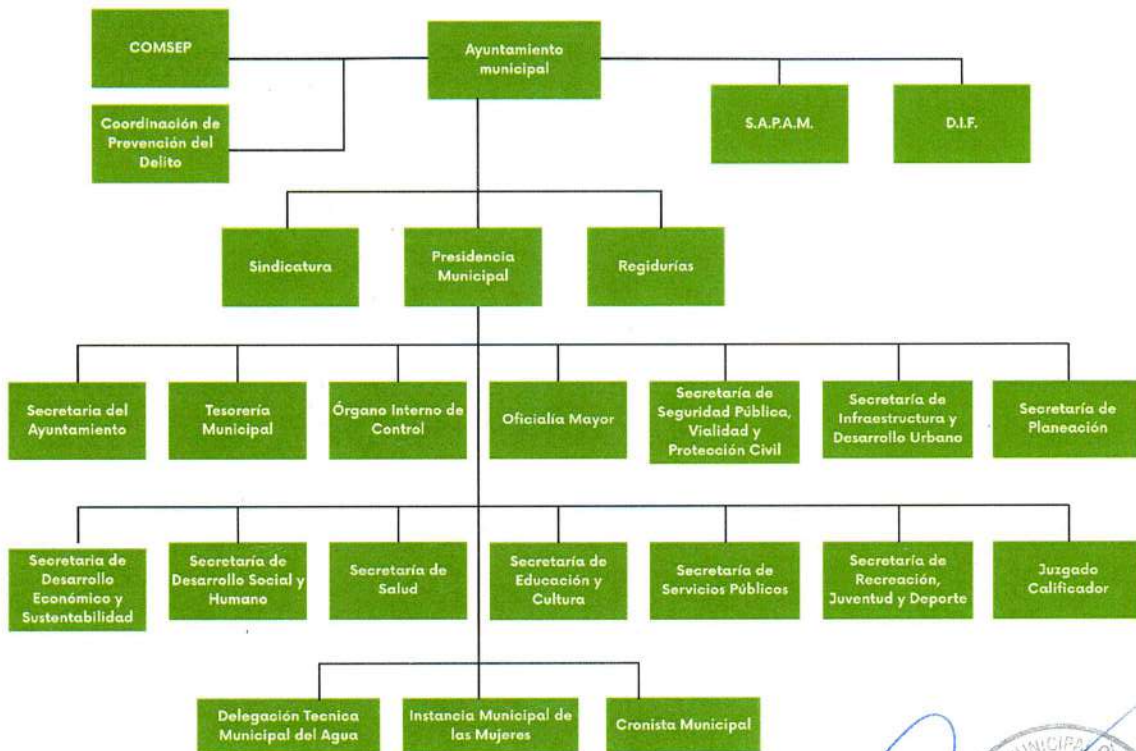 COMSEP
Ayuntamiento
municipal
Coordinación de
Prevención del
Delito
S.A.P.A.M.
D.I.F.
Sindicatura
Presidencia
Municipal
Regidurías
Secretaria del
Ayuntamiento
Tesorería
Municipal
Órgano Interno de
Control
Oficialía Mayor
Secretaría de
Seguridad Pública,
Vialidad y
Protección Civil
Secretaría de
Infraestructura y
Desarrollo Urbano
Secretaría de
Planeación
Secretaria de
Desarrollo
Económico y
Sustentabilidad
Secretaría de
Desarrollo Social y
Humano
Secretaría de
Salud
Secretaría de
Educación y
Cultura
Secretaría de
Servicios Públicos
Secretaría de
Recreación,
Juventud y Deporte
Juzgado
Calificador
Delegación Tecnica
Municipal del Agua
Instancia Municipal de
las Mujeres
Cronista Municipal